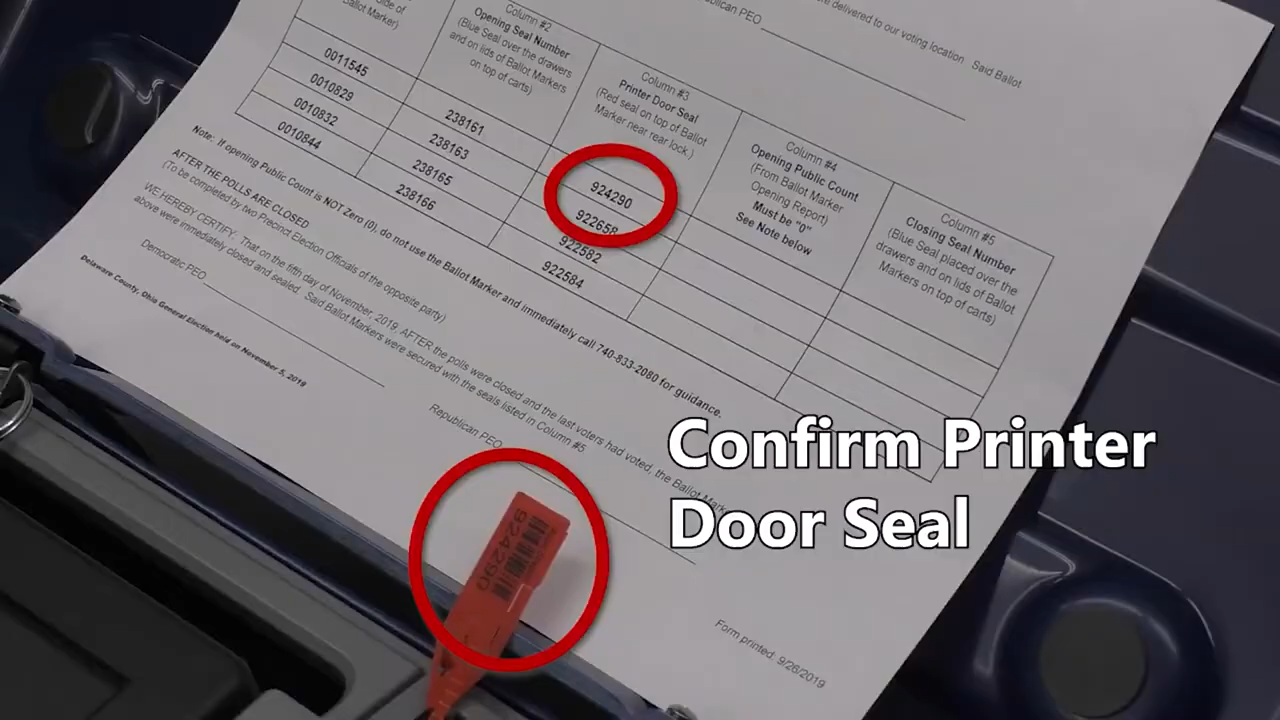 are delivered to our voting location. Said Ballot
publican PEO
side of
Ballot Marker)
Column #2
Opening Seal Number
(Blue Seal over the drawers
and on lids of Ballot Markers
on top of carts)
Column #3
Printer Door Seal
(Red seal on top of Ballot
Marker near rear lock.)
Column #4
Opening Public Count
(From Ballot Marker
Opening Report)
Must be "0"
See Note below
Column #5
Closing Seal Number
(Blue Seal placed over the
drawers and on lids of Ballot
Markers on top of carts)
0011545 238161 924290
0010829 238163 922658
0010832 238165 922582
0010844 238166 922584
Note: If opening Public Count is NOT Zero (0), do not use the Ballot Marker and immediately call 740-833-2080 for guidance.
AFTER THE POLLS ARE CLOSED
(To be completed by two Precinct Election Officials of the opposite party)
WE HEREBY CERTIFY: That on the fifth day of November, 2019 AFTER the polls were closed and the last voters had voted, the Ballot Mark
above were immediately closed and sealed. Said Ballot Markers were secured with the seals listed in Column #5
Democratic PEO
Republican PEO
Delaware County, Ohio General Election held on November 5, 2019
Form printed: 9/26/2019
924290
Confirm Printer
Door Seal